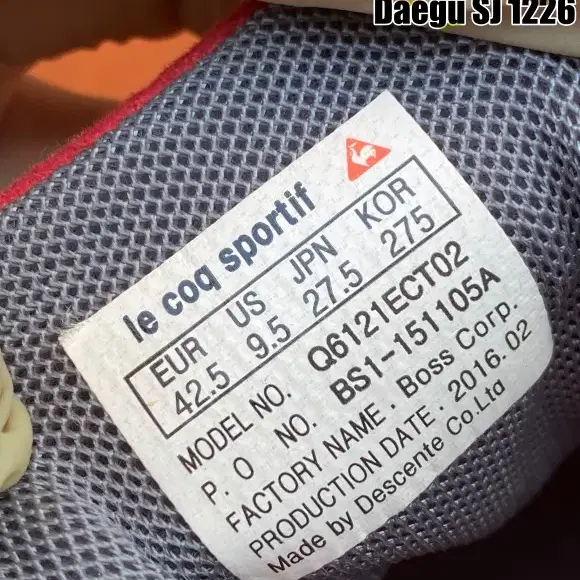 Daegu SJ 1226
le coq sportif
EUR US JPN KOR
42.5 9.5 27.5 275
MODEL NO. Q6121ECT02
P. O NO. BS1-151105A
FACTORY NAME . Boss Corp.
PRODUCTION DATE . 2016. 02
Made by Descente Co.Ltd